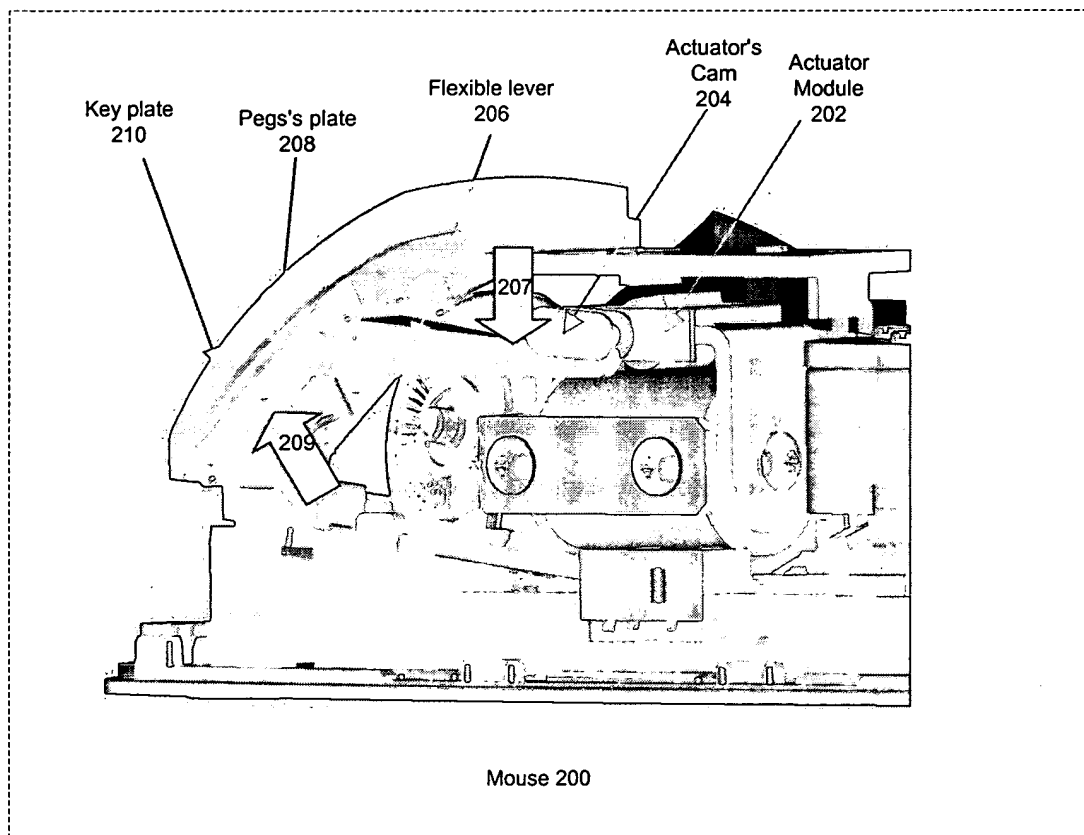 Actuator's
Cam
204
Actuator
Module
202
Flexible lever
206
Key plate
210
Pegs's plate
208
207
209
Mouse 200